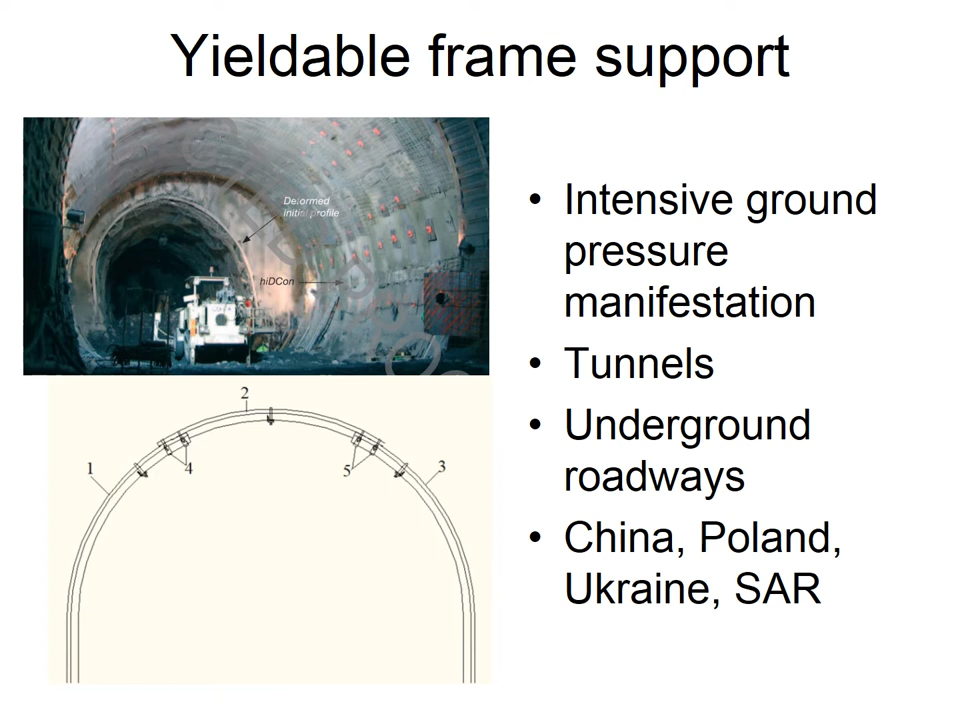 Yieldable frame support
Deformed
initial profile
hiDCon
2
1
4
5
3
• Intensive ground
pressure
manifestation
• Tunnels
• Underground
roadways
• China, Poland,
Ukraine, SAR